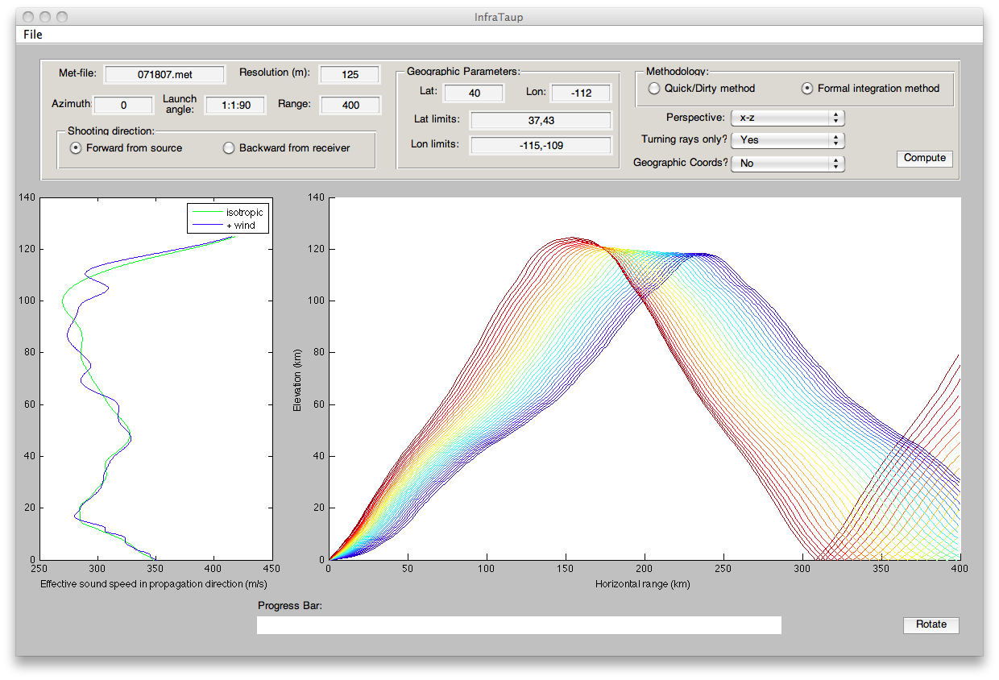 InfraTaup
File
Met-file: 071807.met Resolution (m): 125
Azimuth: 0 Launch angle: 1:1:90 Range: 400
Shooting direction:
Forward from source Backward from receiver
Geographic Parameters:
Lat: 40 Lon: -112
Lat limits: 37,43
Lon limits: -115,-109
Methodology:
Quick/Dirty method Formal integration method
Perspective: x-z
Turning rays only? Yes
Geographic Coords? No
Compute
140
120
100
80
60
40
20
0
250 300 350 400 450
Effective sound speed in propagation direction (m/s)
isotropic
+ wind
Elevation (km)
140
120
100
80
60
40
20
0
0 50 100 150 200 250 300 350 400
Horizontal range (km)
Progress Bar:
Rotate